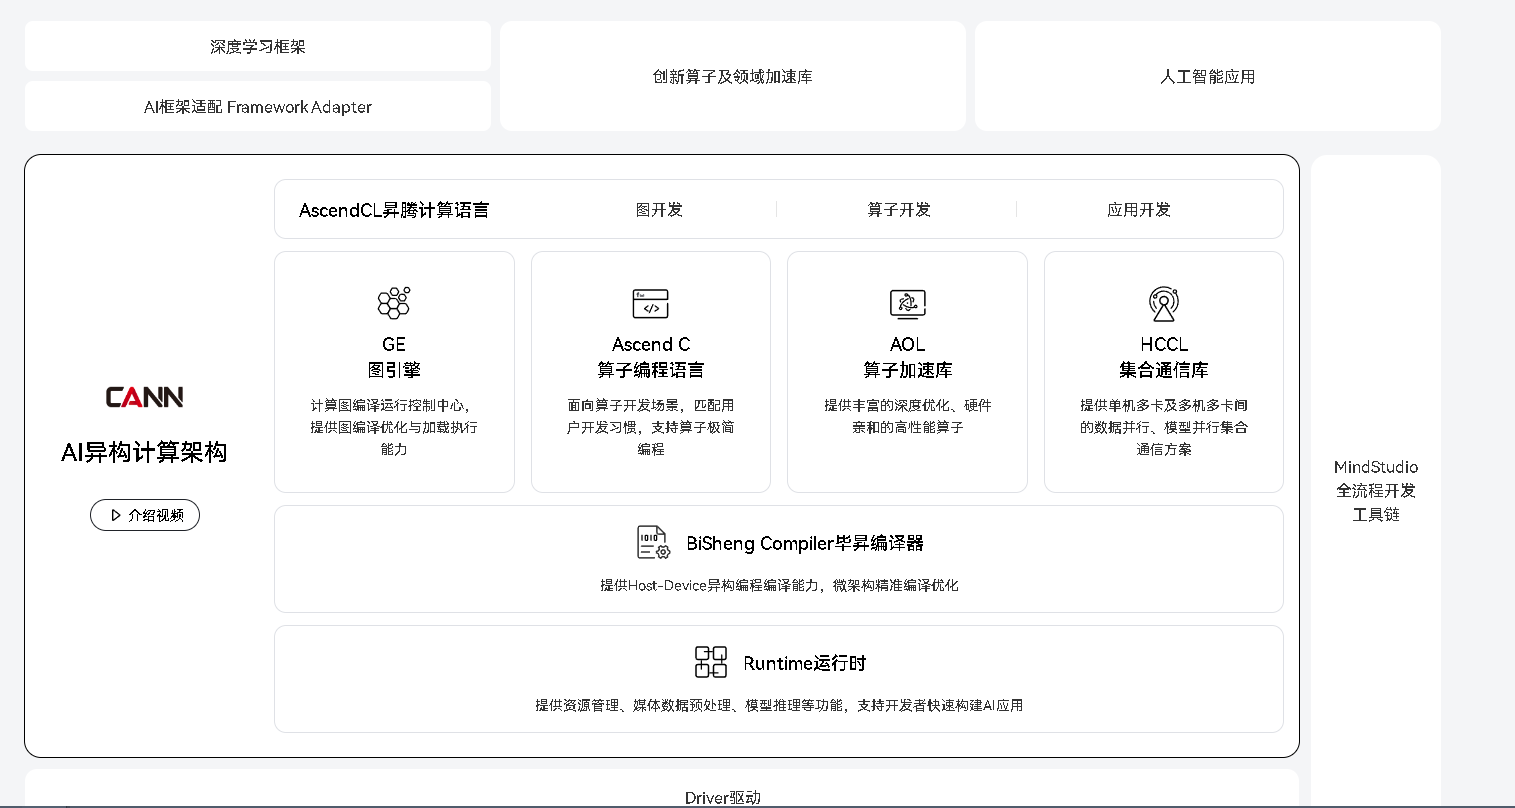 深度学习框架
AI框架适配 Framework Adapter
创新算子及领域加速库
人工智能应用
AscendCL昇腾计算语言
图开发
算子开发
应用开发
CANN
AI异构计算架构
介绍视频
GE
图引擎
计算图编译运行控制中心，
提供图编译优化与加载执行
能力
Ascend C
算子编程语言
面向算子开发场景，匹配用
户开发习惯，支持算子极简
编程
AOL
算子加速库
提供丰富的深度优化、硬件
亲和的高性能算子
HCCL
集合通信库
提供单机多卡及多机多卡间
的数据并行、模型并行集合
通信方案
BiSheng Compiler毕昇编译器
提供Host-Device异构编程编译能力，微架构精准编译优化
Runtime运行时
提供资源管理、媒体数据预处理、模型推理等功能，支持开发者快速构建AI应用
MindStudio
全流程开发
工具链
Driver驱动